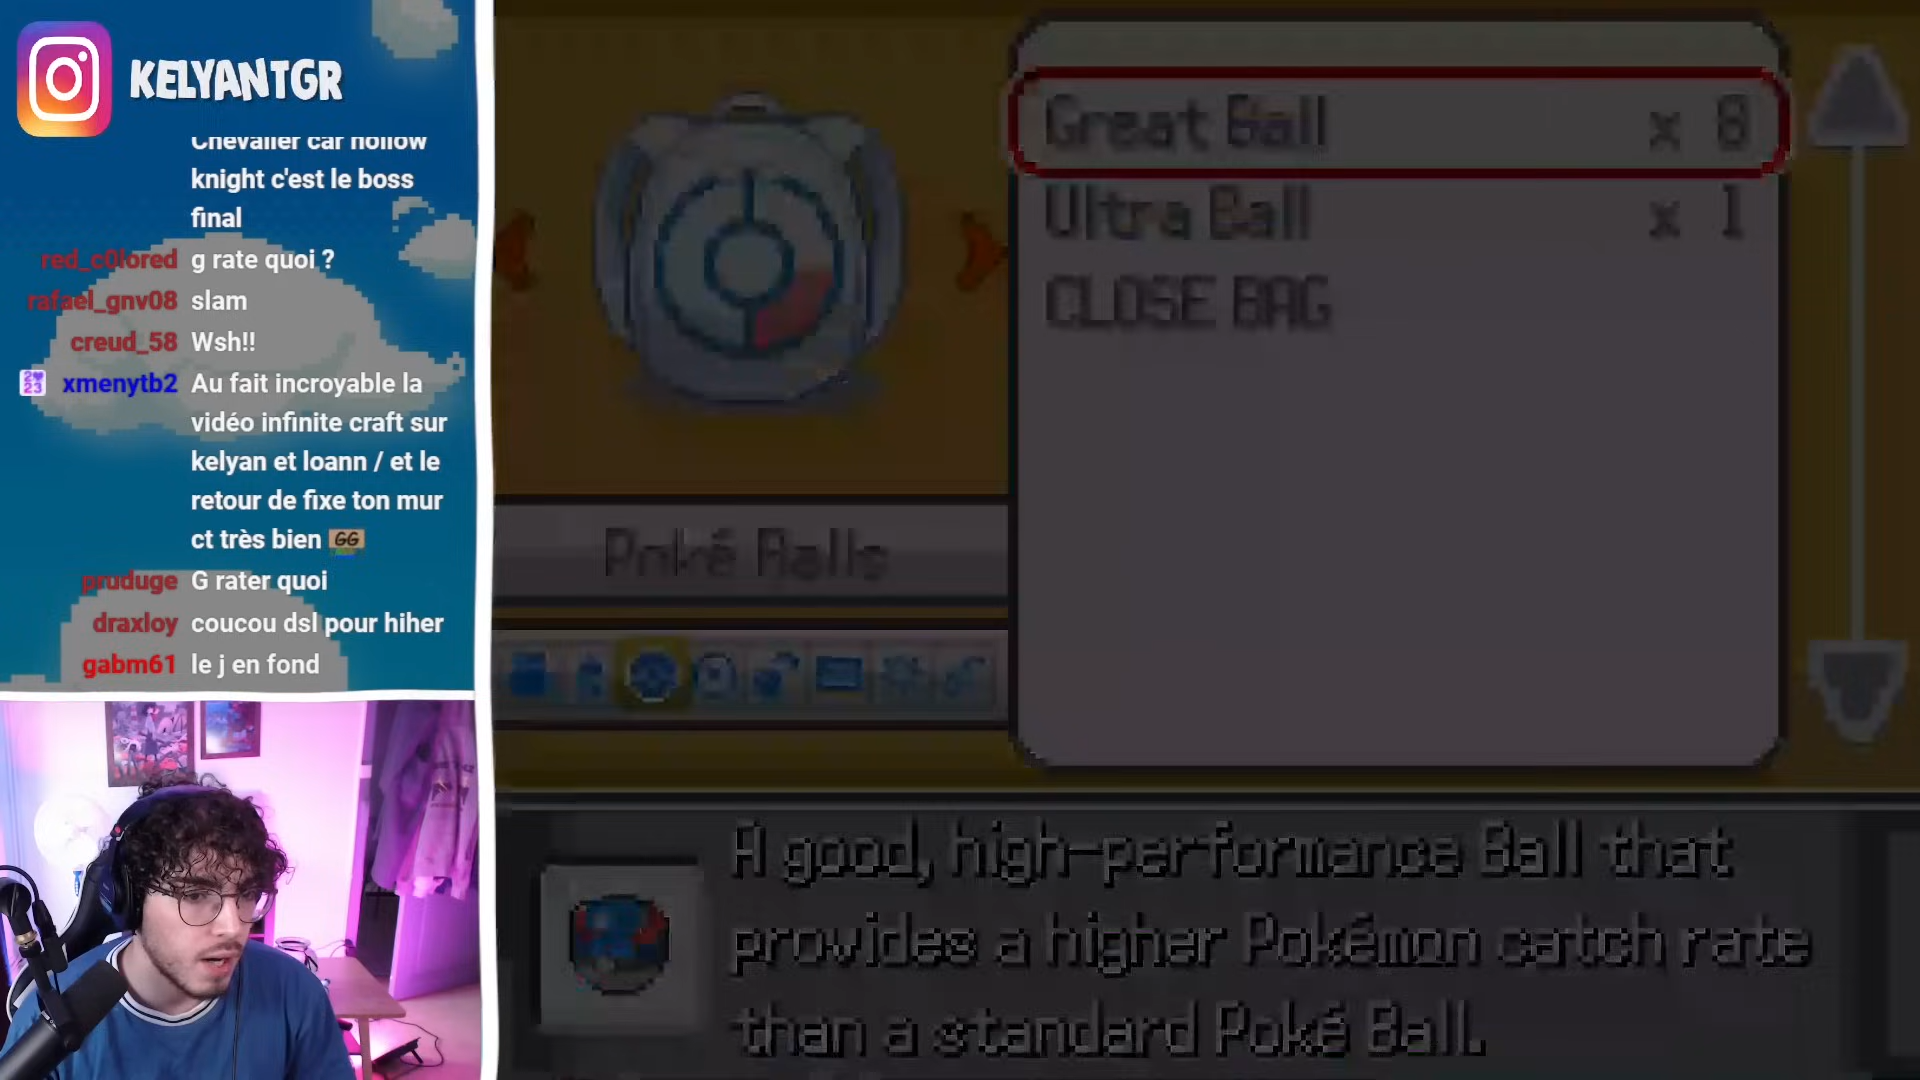 KELYANTGR
Chevalier car hollow
knight c'est le boss
final
red_c0lored g rate quoi ?
rafael_gnv08 slam
creud_58 Wsh!!
xmenytb2 Au fait incroyable la
vidéo infinite craft sur
kelyan et loann / et le
retour de fixe ton mur
ct très bien GG
pruduge G rater quoi
draxloy coucou dsl pour hiher
gabm61 le j en fond
Great Ball x 8
Ultra Ball x 1
CLOSE BAG
Poké Balls
A good, high-performance Ball that
provides a higher Pokémon catch rate
than a standard Poké Ball.